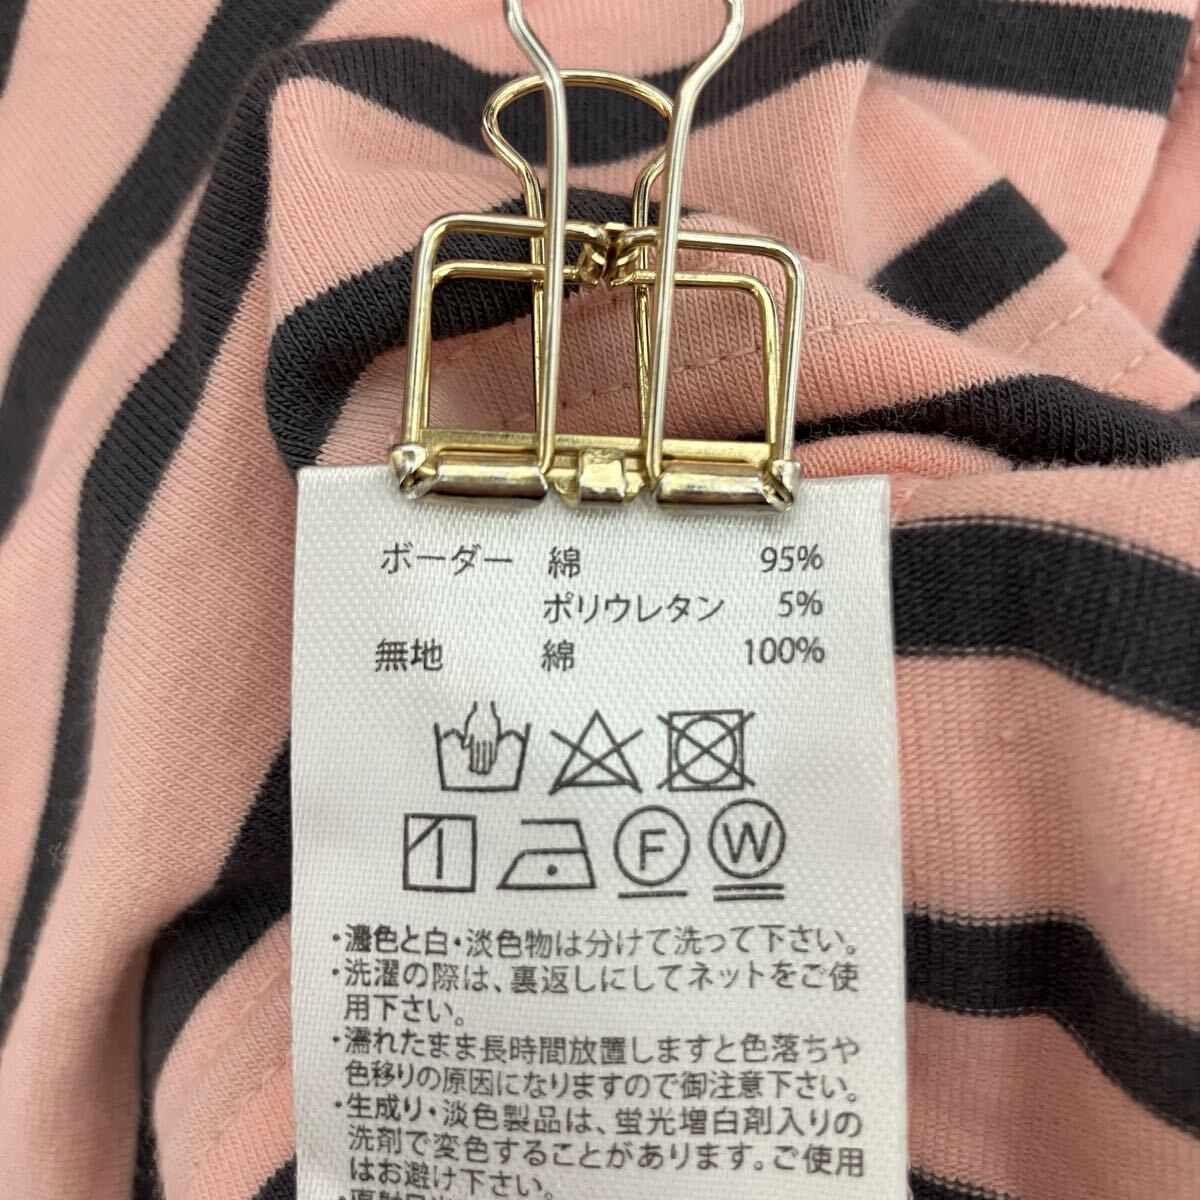 ボーダー 綿 95%
ポリウレタン 5%
無地 綿 100%
F W
・濃色と白・淡色物は分けて洗って下さい。
・洗濯の際は、裏返しにしてネットをご使
用下さい。
・濡れたまま長時間放置しますと色落ちや
色移りの原因になりますので御注意下さい。
・生成り・淡色製品は、蛍光増白剤入りの
洗剤で変色することがあります。ご使用
はお避け下さい。